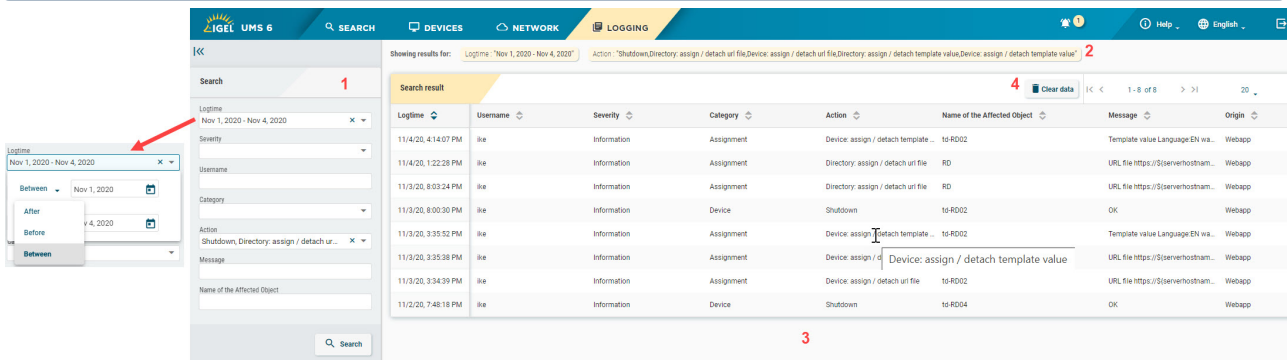 IGEL UMS 6
SEARCH
DEVICES
NETWORK
LOGGING
1
Help
English
Showing results for:
Logtime : "Nov 1, 2020 - Nov 4, 2020"
Action : "Shutdown,Directory: assign / detach url file,Device: assign / detach url file,Directory: assign / detach template value,Device: assign / detach template value"
2
Search
1
Logtime
Nov 1, 2020 - Nov 4, 2020
Severity
Username
Category
Action
Shutdown, Directory: assign / detach ur...
Message
Name of the Affected Object
Search
Logtime
Nov 1, 2020 - Nov 4, 2020
Between
Nov 1, 2020
After
Before
Between
v 4, 2020
Search result
4
Clear data
1 - 8 of 8
20
Logtime Username Severity Category Action Name of the Affected Object Message Origin
11/4/20, 4:14:07 PM ike Information Assignment Device: assign / detach template ... td-RD02 Template value Language:EN wa... Webapp
11/4/20, 1:22:28 PM ike Information Assignment Directory: assign / detach url file RD URL file https://${serverhostnam... Webapp
11/3/20, 8:03:24 PM ike Information Assignment Directory: assign / detach url file RD URL file https://${serverhostnam... Webapp
11/3/20, 8:00:30 PM ike Information Device Shutdown td-RD02 OK Webapp
11/3/20, 3:35:52 PM ike Information Assignment Device: assign / detach template ... td-RD02 Template value Language:EN wa... Webapp
11/3/20, 3:35:38 PM ike Information Assignment Device: assign / d URL file https://${serverhostnam... Webapp
Device: assign / detach template value
11/3/20, 3:34:39 PM ike Information Assignment Device: assign / detach url file td-RD02 URL file https://${serverhostnam... Webapp
11/2/20, 7:48:18 PM ike Information Device Shutdown td-RD04 OK Webapp
3